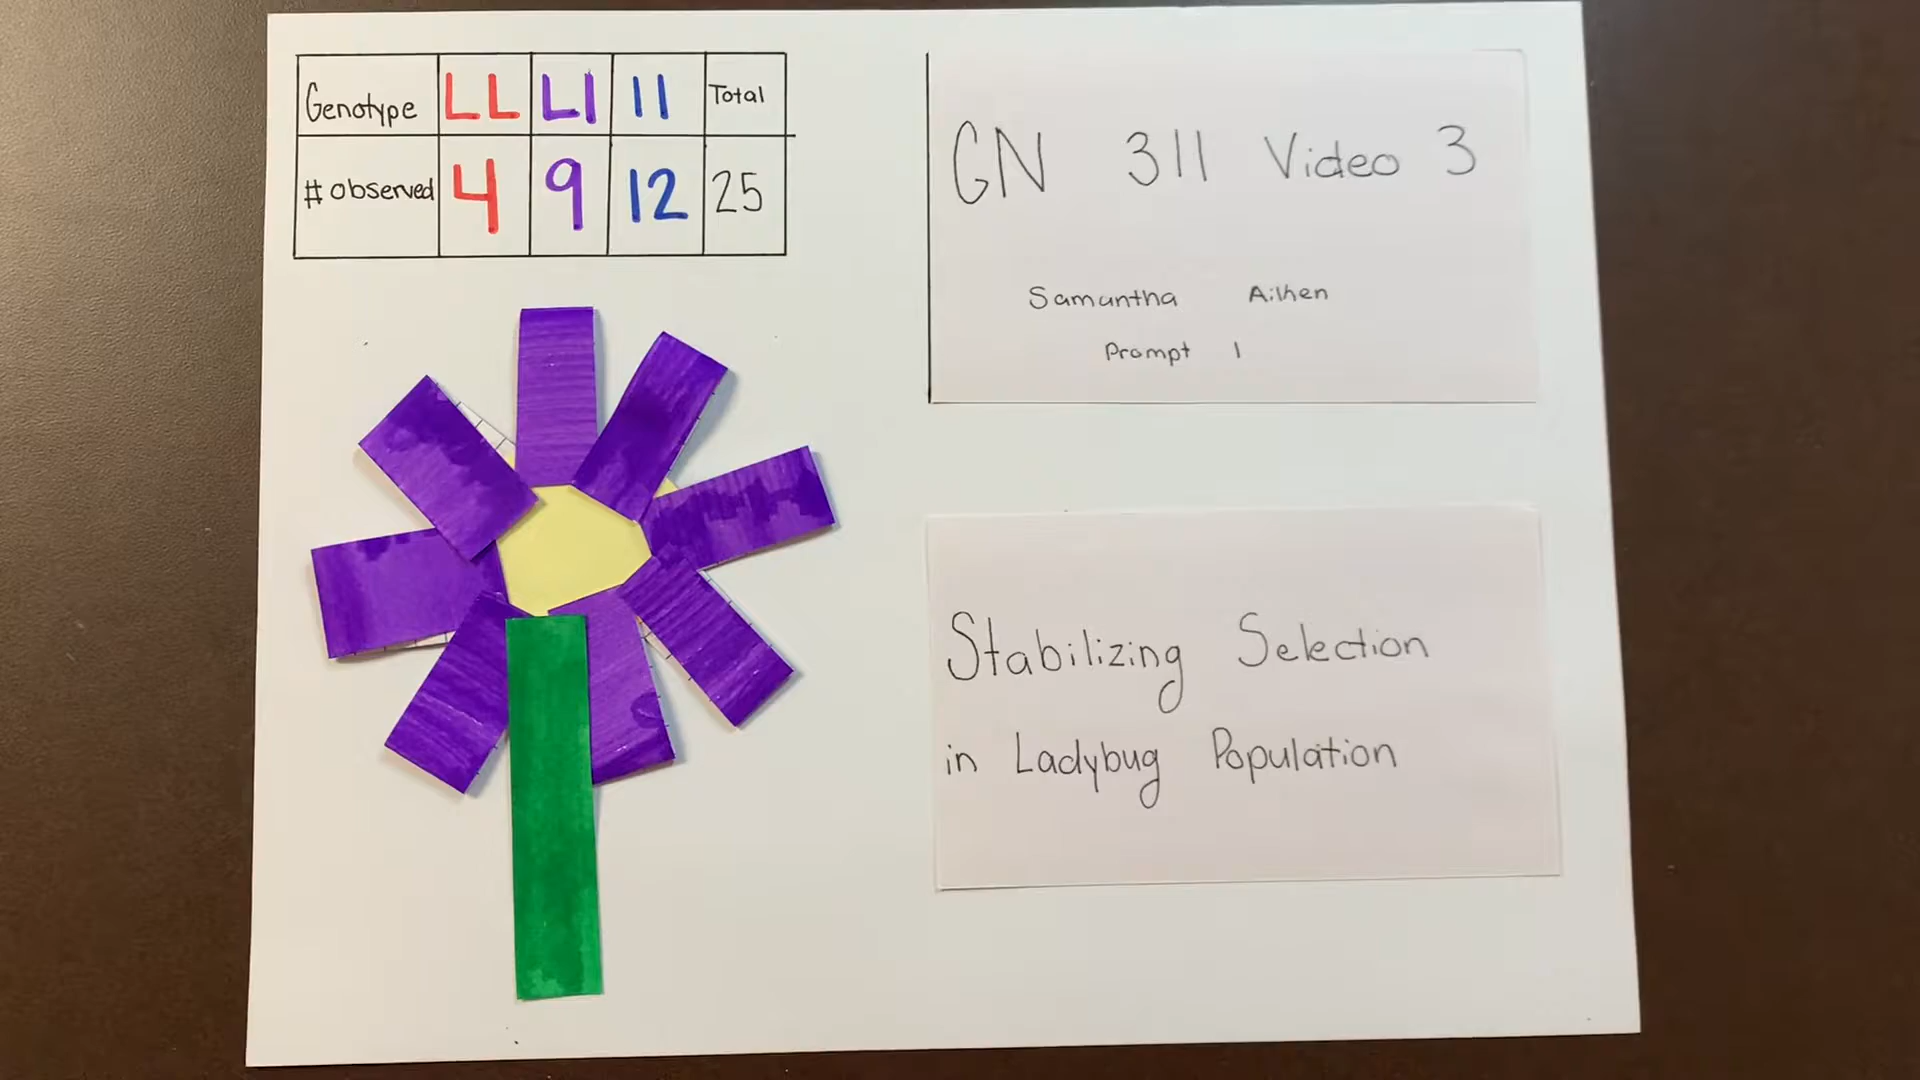 Genotype LL Ll ll Total
# observed 4 9 12 25
GN 311 Video 3
Samantha Aiken
Prompt 1
Stabilizing Selection
in Ladybug Population